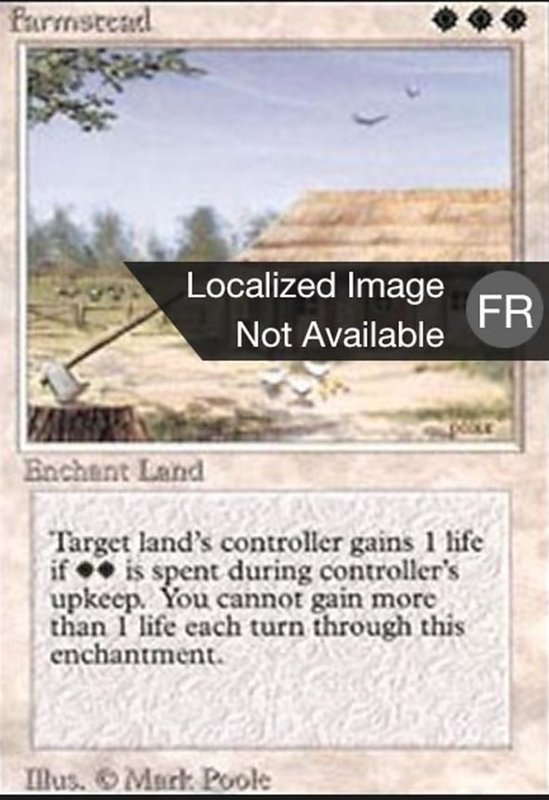 Farmstead
Localized Image
Not Available
FR
POOLE
Enchant Land
Target land's controller gains 1 life
if is spent during controller's
upkeep. You cannot gain more
than 1 life each turn through this
enchantment.
Illus. © Mark Poole